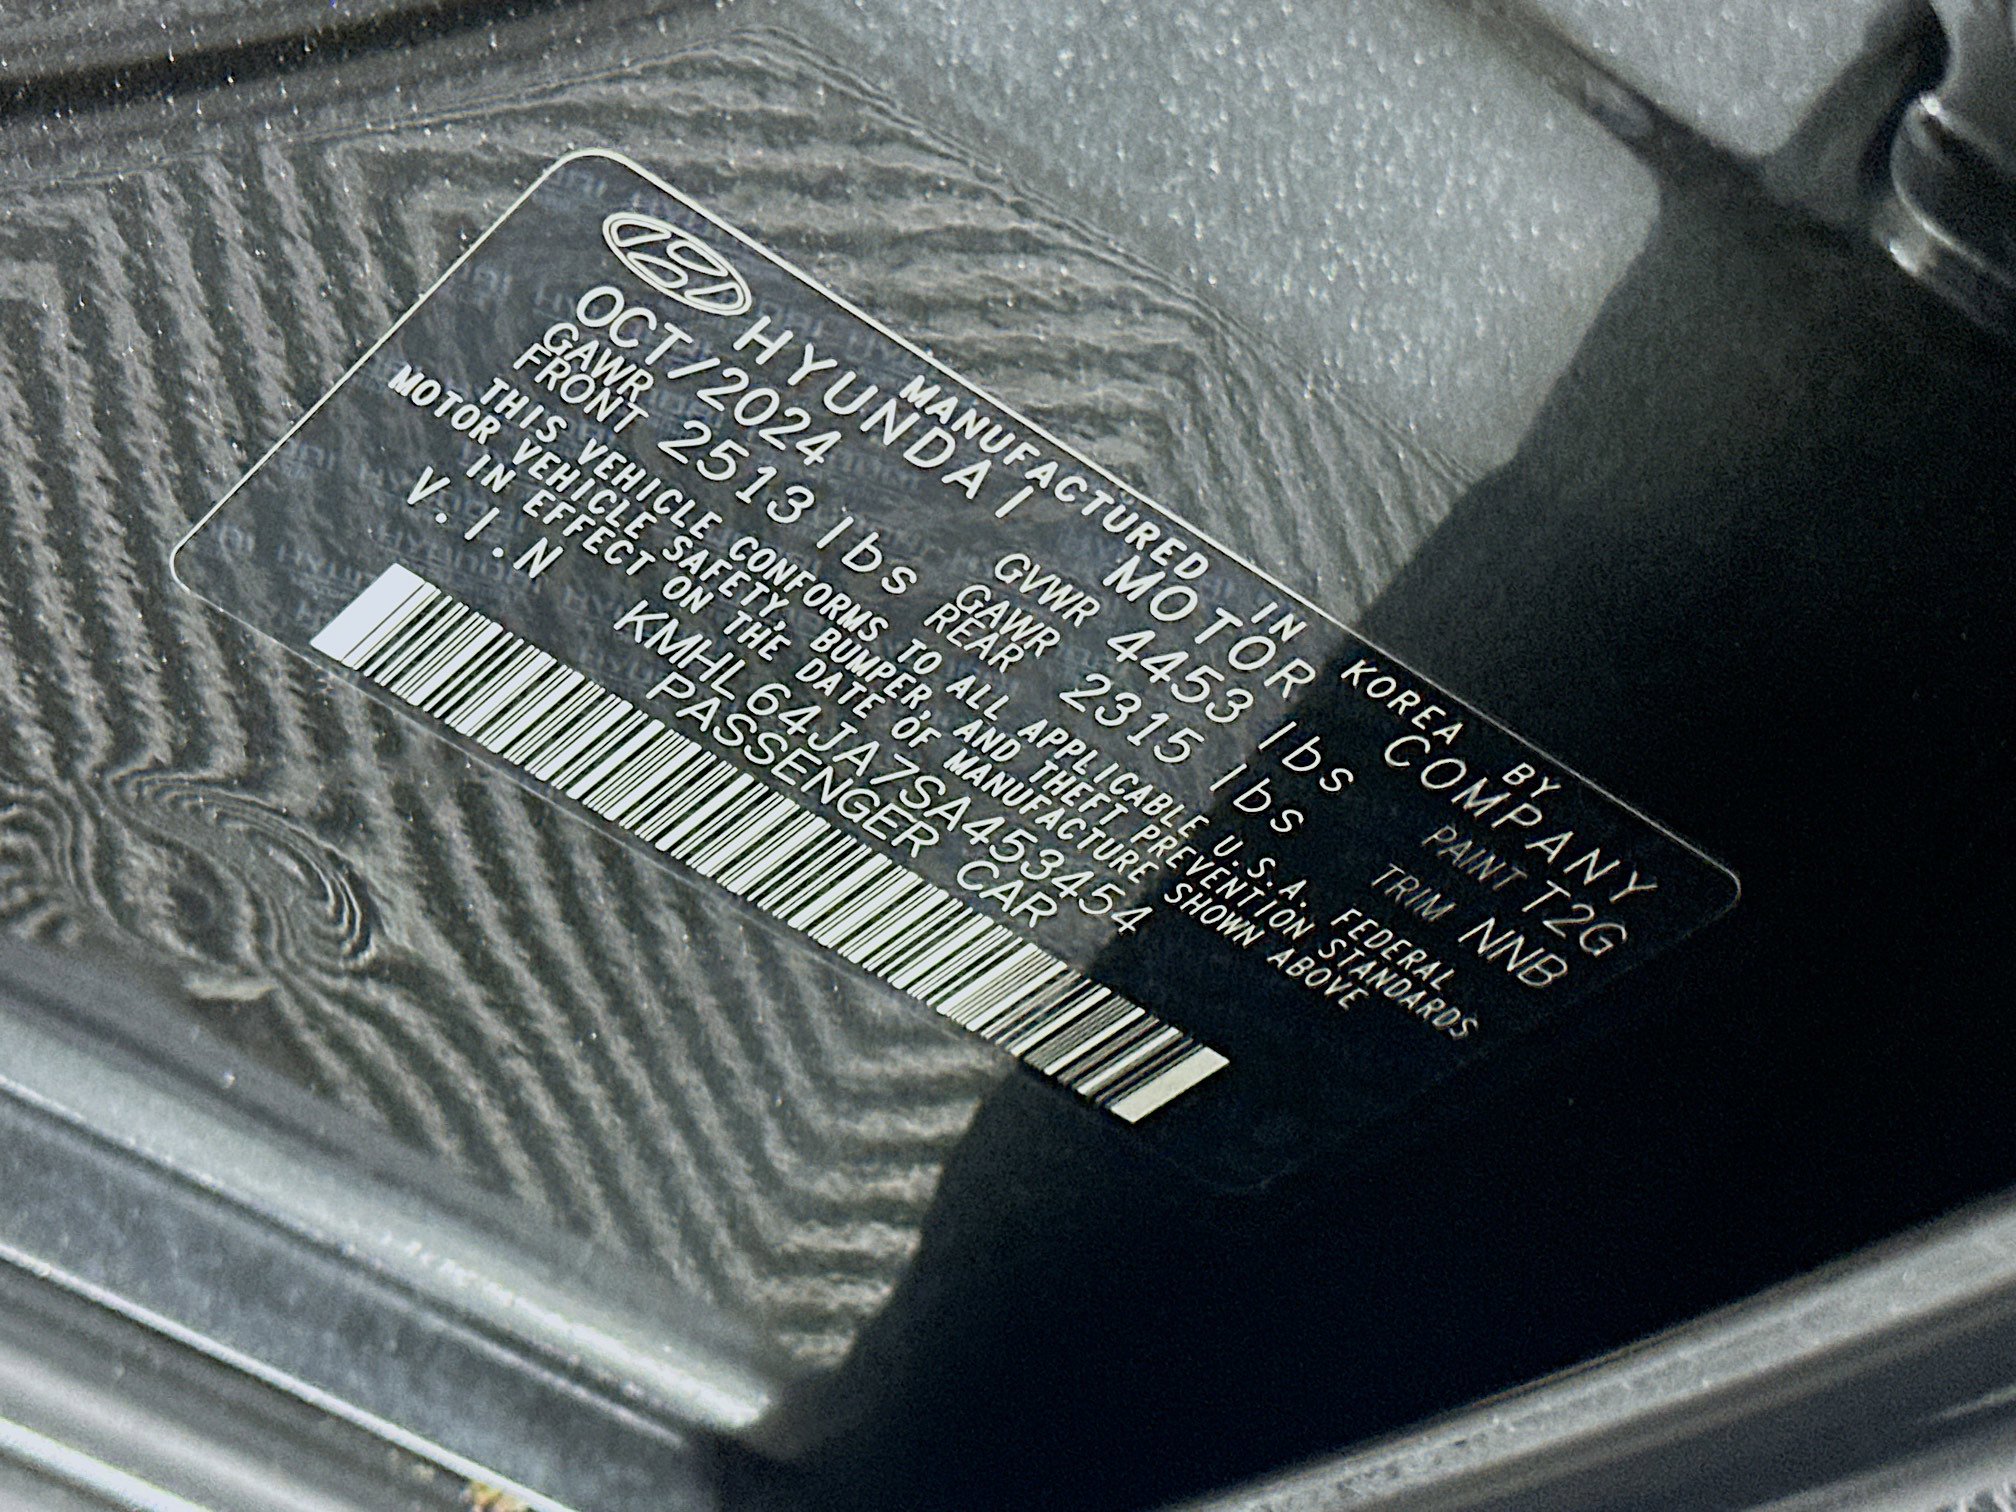 MANUFACTURED IN KOREA BY
HYUNDAI MOTOR COMPANY
OCT/2024 GVWR 4453 lbs PAINT T2G
GAWR FRONT 2513 lbs GAWR REAR 2315 lbs TRIM NNB
THIS VEHICLE CONFORMS TO ALL APPLICABLE U.S.A. FEDERAL
MOTOR VEHICLE SAFETY, BUMPER, AND THEFT PREVENTION STANDARDS
IN EFFECT ON THE DATE OF MANUFACTURE SHOWN ABOVE
V.I.N KMHL64JA7SA453454
PASSENGER CAR